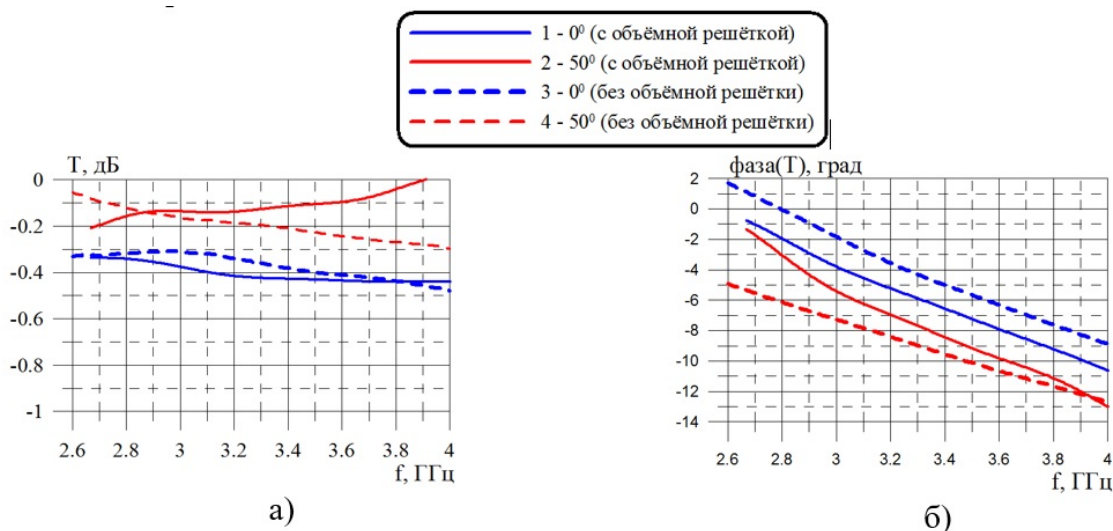 1 - 0⁰ (с объёмной решёткой)
2 - 50⁰ (с объёмной решёткой)
3 - 0⁰ (без объёмной решётки)
4 - 50⁰ (без объёмной решётки)
T, дБ
0
-0.2
-0.4
-0.6
-0.8
-1
2.6 2.8 3 3.2 3.4 3.6 3.8 4
f, ГГц
а)
фаза(T), град
2
0
-2
-4
-6
-8
-10
-12
-14
2.6 2.8 3 3.2 3.4 3.6 3.8 4
f, ГГц
б)